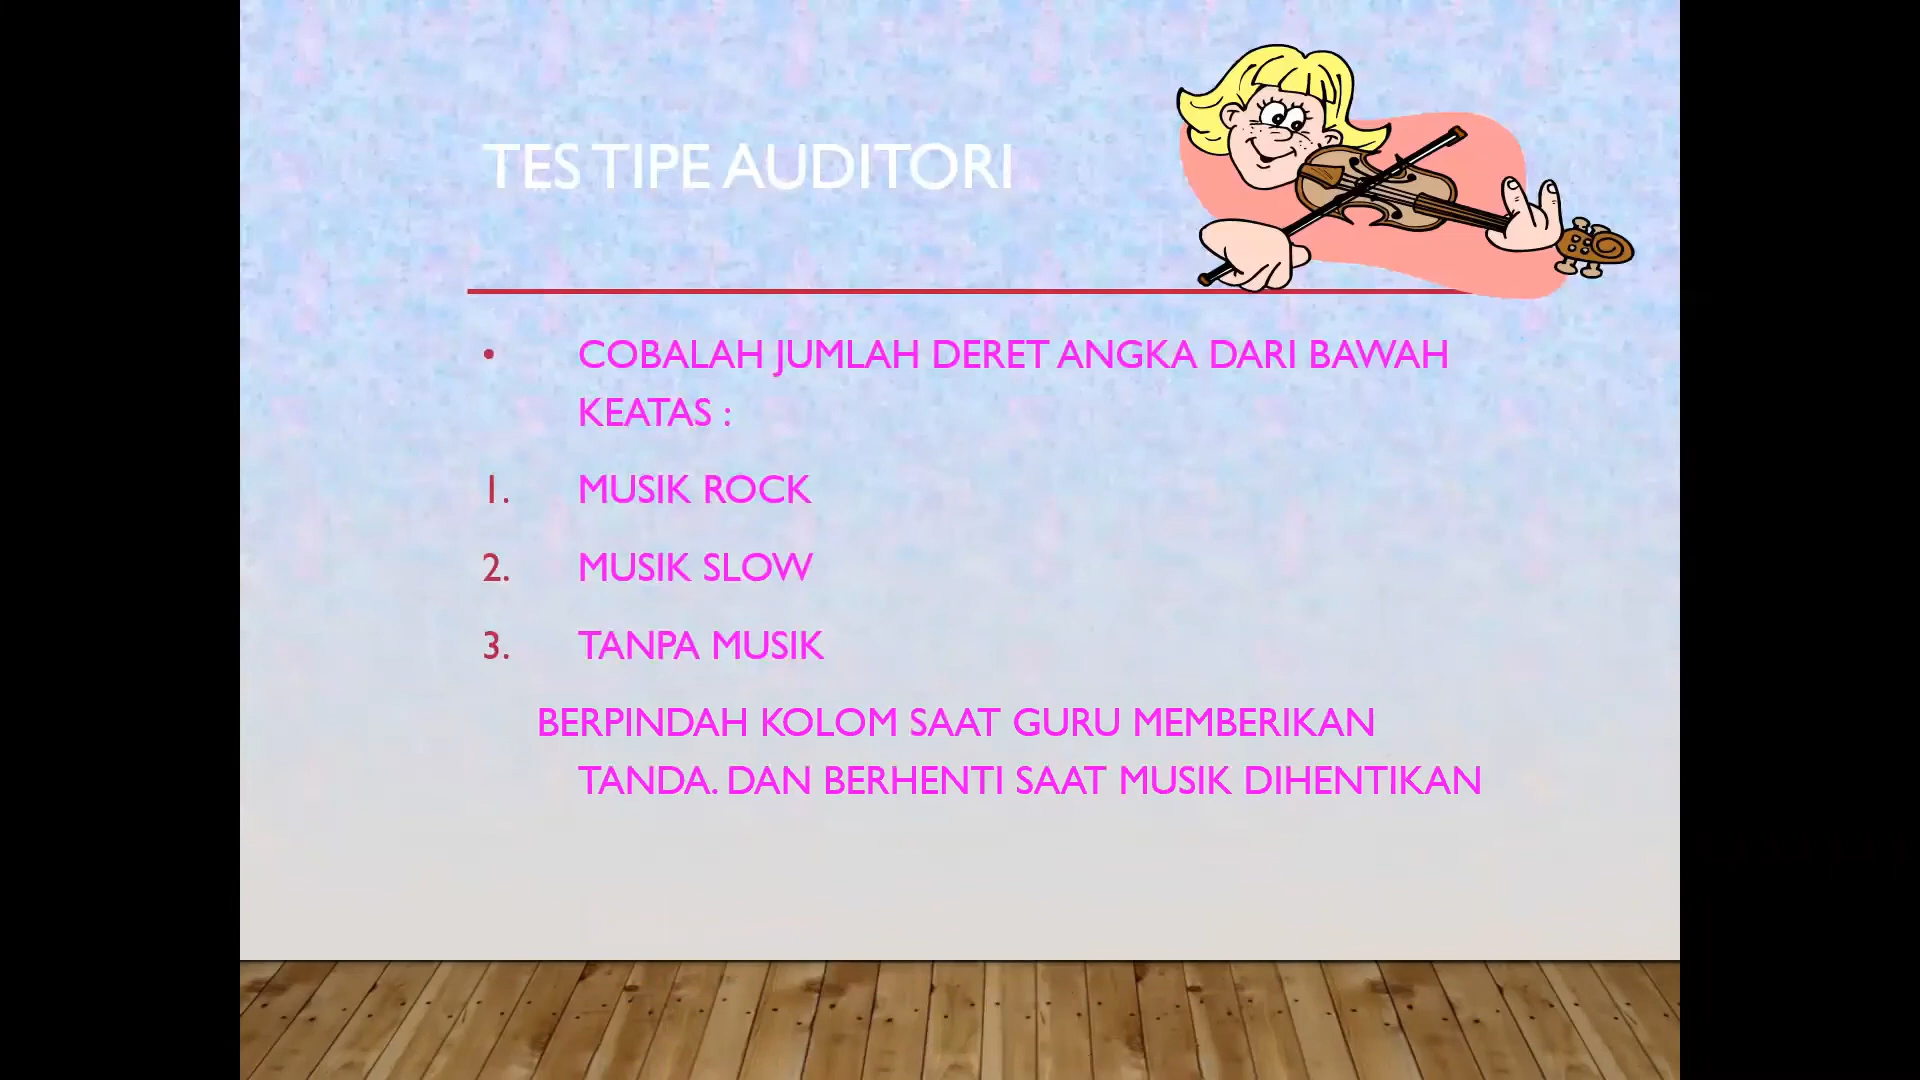 TES TIPE AUDITORI
• COBALAH JUMLAH DERET ANGKA DARI BAWAH
KEATAS :
1. MUSIK ROCK
2. MUSIK SLOW
3. TANPA MUSIK
BERPINDAH KOLOM SAAT GURU MEMBERIKAN
TANDA. DAN BERHENTI SAAT MUSIK DIHENTIKAN